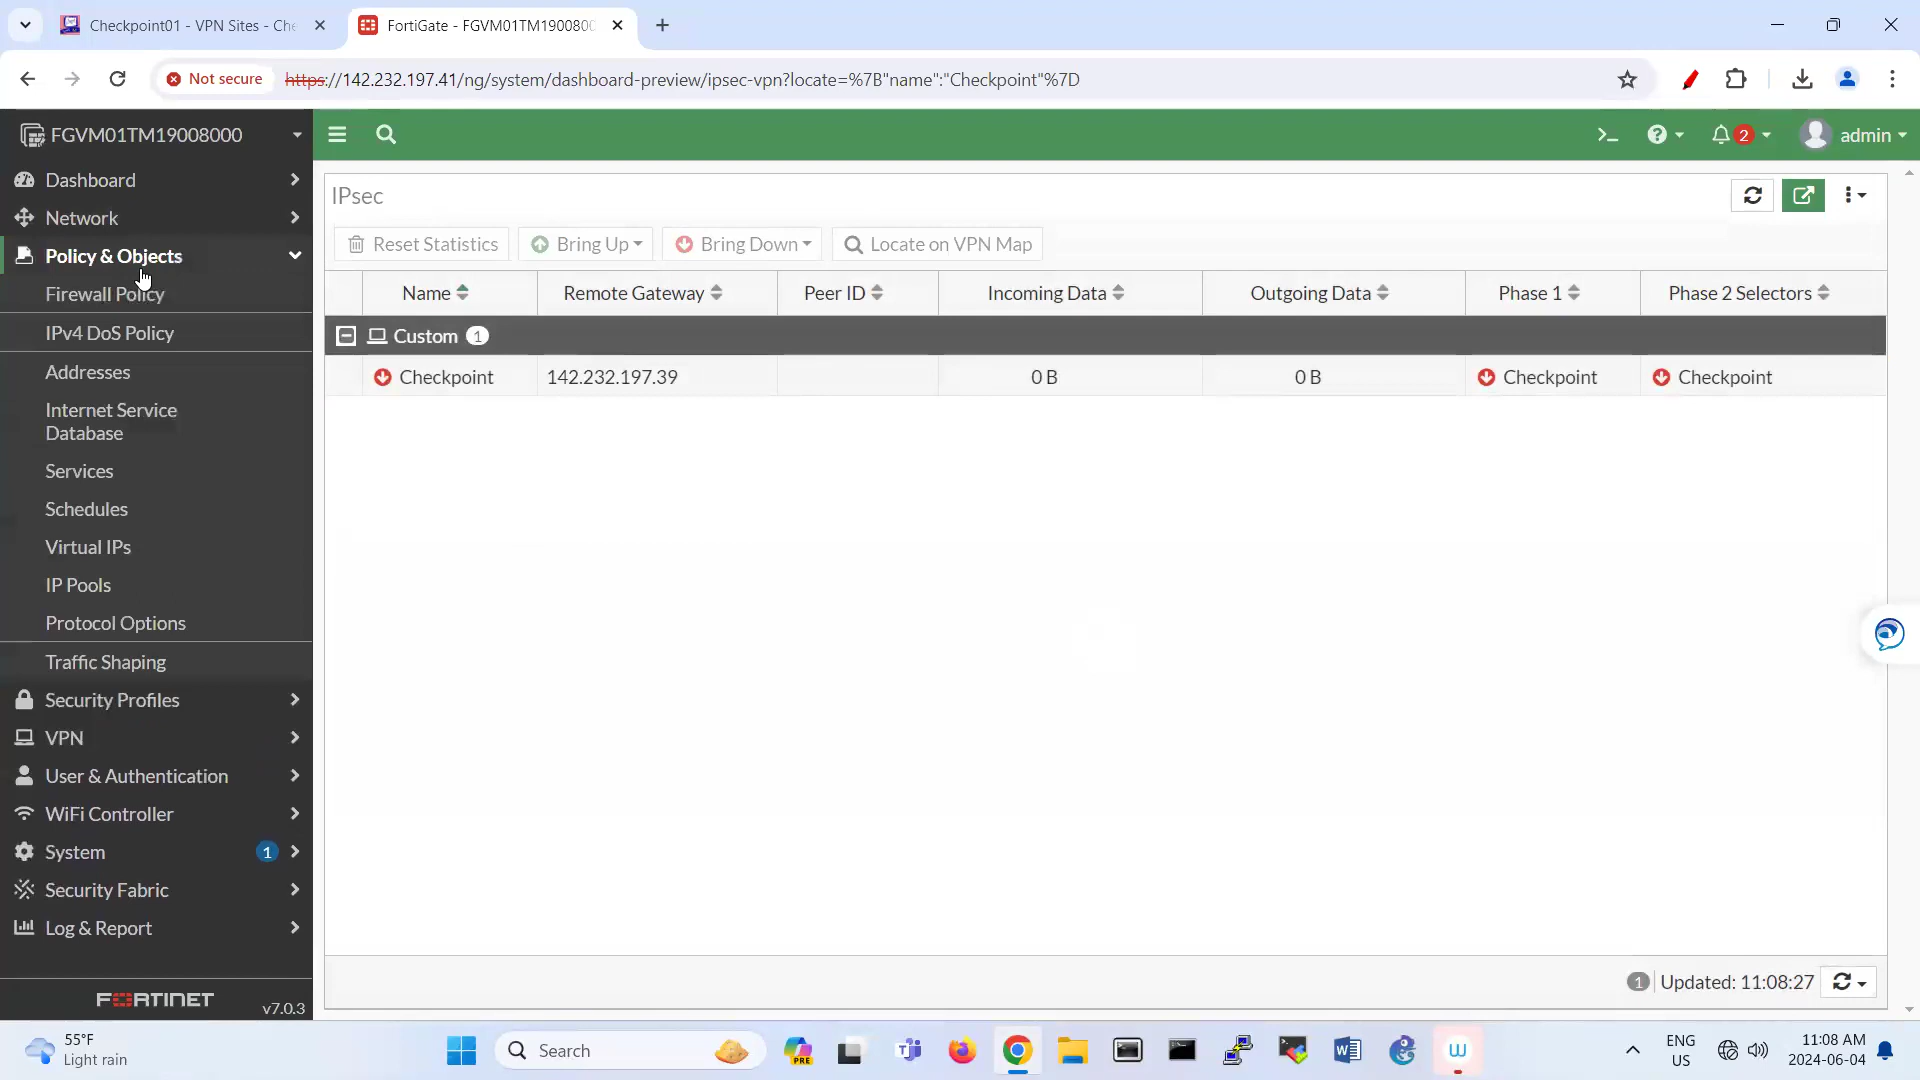 Checkpoint01 - VPN Sites - Che
FortiGate - FGVM01TM1900800
Not secure
https://142.232.197.41/ng/system/dashboard-preview/ipsec-vpn?locate=%7B"name":"Checkpoint"%7D
FGVM01TM19008000
2
admin
Dashboard
Network
Policy & Objects
Firewall Policy
IPv4 DoS Policy
Addresses
Internet Service
Database
Services
Schedules
Virtual IPs
IP Pools
Protocol Options
Traffic Shaping
Security Profiles
VPN
User & Authentication
WiFi Controller
System 1
Security Fabric
Log & Report
FORTINET
v7.0.3
IPsec
Reset Statistics Bring Up Bring Down Locate on VPN Map
Name Remote Gateway Peer ID Incoming Data Outgoing Data Phase 1 Phase 2 Selectors
Custom 1
Checkpoint 142.232.197.39 0 B 0 B Checkpoint Checkpoint
1 Updated: 11:08:27
55°F
Light rain
Search
PRE
ENG
US
11:08 AM
2024-06-04